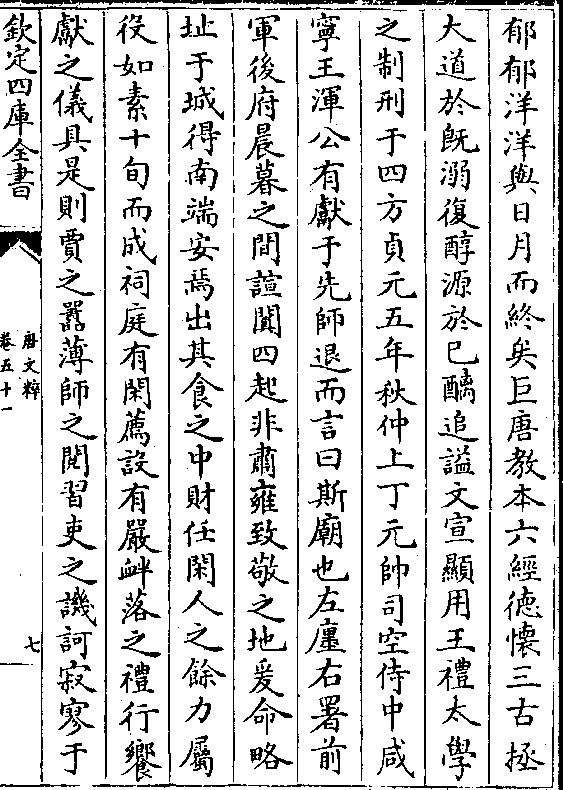 郁郁洋洋與日月而終矣巨唐教本六經德懷三古拯
大道於既溺復醇源於已醨追謚文宣顯用王禮太學
之制刑于四方貞元五年秋仲上丁元帥司空侍中咸
寧王渾公有獻于先師退而言曰斯廟也左廛右署前
軍後府晨暮之間諠闐四起非肅雍致敬之地爰命略
址于城得南端安焉出其食之中財任閑人之餘力屬
役如素十旬而成祠庭有閑薦設有嚴衅落之禮行饗
獻之儀具是則賈之囂薄師之閱習吏之譏訶寂寥于
欽定四庫全書
唐文粹
卷五十一
七